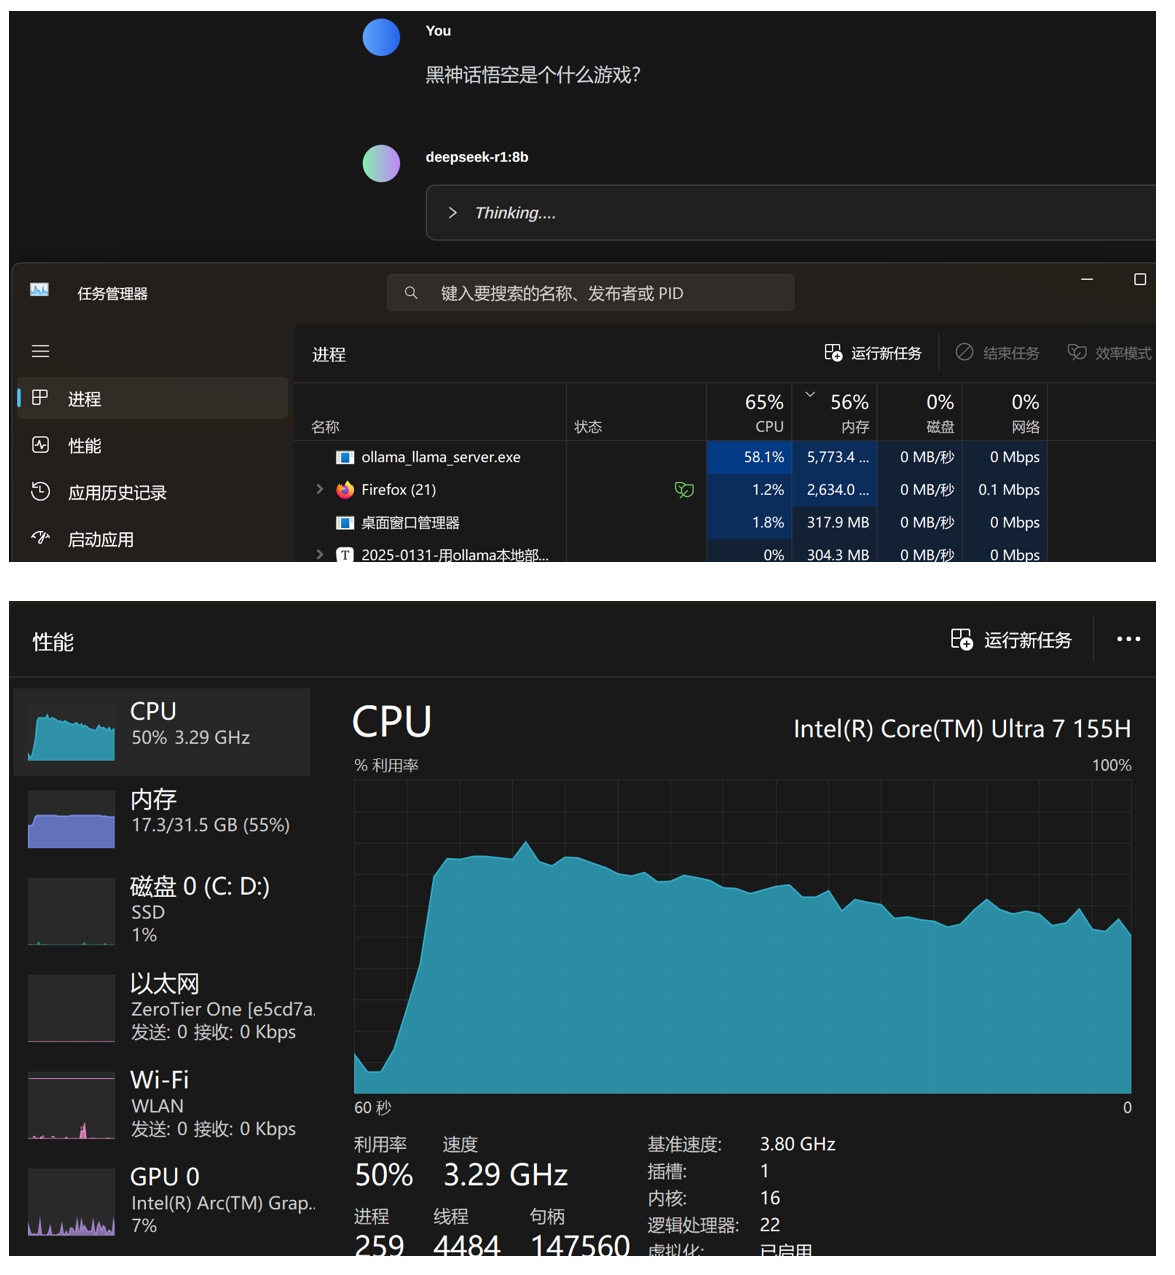 You
黑神话悟空是个什么游戏?
deepseek-r1:8b
Thinking....
任务管理器
键入要搜索的名称、发布者或 PID
进程
运行新任务
结束任务
效率模式
进程
性能
应用历史记录
启动应用
65% 56% 0% 0%
名称 状态 CPU 内存 磁盘 网络
ollama_llama_server.exe 58.1% 5,773.4 ... 0 MB/秒 0 Mbps
Firefox (21) 1.2% 2,634.0 ... 0 MB/秒 0.1 Mbps
桌面窗口管理器 1.8% 317.9 MB 0 MB/秒 0 Mbps
T 2025-0131-用ollama本地部... 0% 304.3 MB 0 MB/秒 0 Mbps
性能
运行新任务
CPU
50% 3.29 GHz
内存
17.3/31.5 GB (55%)
磁盘 0 (C: D:)
SSD
1%
以太网
ZeroTier One [e5cd7a.
发送: 0 接收: 0 Kbps
Wi-Fi
WLAN
发送: 0 接收: 0 Kbps
GPU 0
Intel(R) Arc(TM) Grap..
7%
CPU
Intel(R) Core(TM) Ultra 7 155H
% 利用率 100%
60 秒 0
利用率 速度
50% 3.29 GHz
进程 线程 句柄
259 4484 147560
基准速度: 3.80 GHz
插槽: 1
内核: 16
逻辑处理器: 22
虚拟化: 已启用